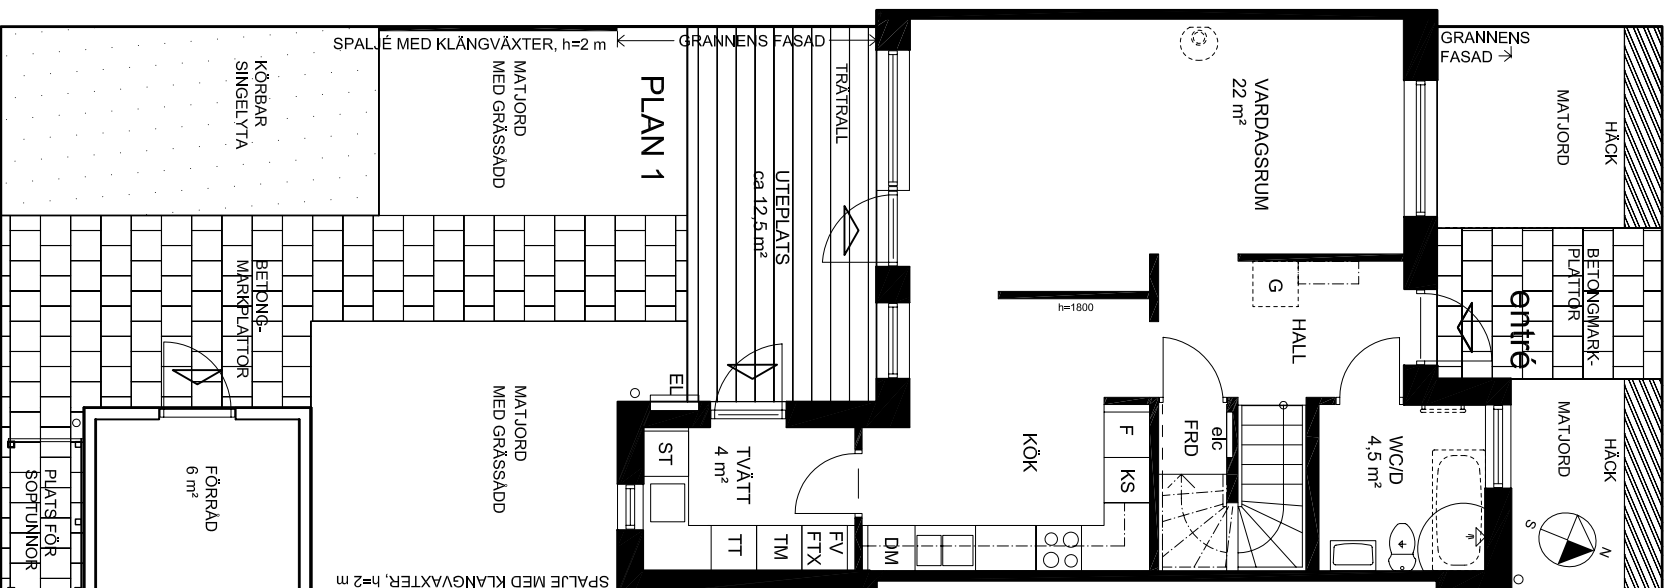 SPALJÉ MED KLÄNGVÄXTER, h=2 m
GRANNENS FASAD
GRANNENS
FASAD
KÖRBAR
SINGELYTA
MATJORD
MED GRÄSSÅDD
PLAN 1
TRÄTRALL
UTEPLATS
ca 12,5 m²
VARDAGSRUM
22 m²
MATJORD
HÄCK
BETONG-
MARKPLATTOR
BETONGMARK-
PLATTOR
entré
G
HALL
h=1800
EL
MATJORD
MED GRÄSSÅDD
ST
TVÄTT
4 m²
KÖK
F
KS
FRD
elc
WC/D
4,5 m²
MATJORD
HÄCK
FÖRRÅD
6 m²
PLATS FÖR
SOPTUNNOR
TT
TM
FV
FTX
DM
S
N
SPALJÉ MED KLÄNGVÄXTER, h=2 m